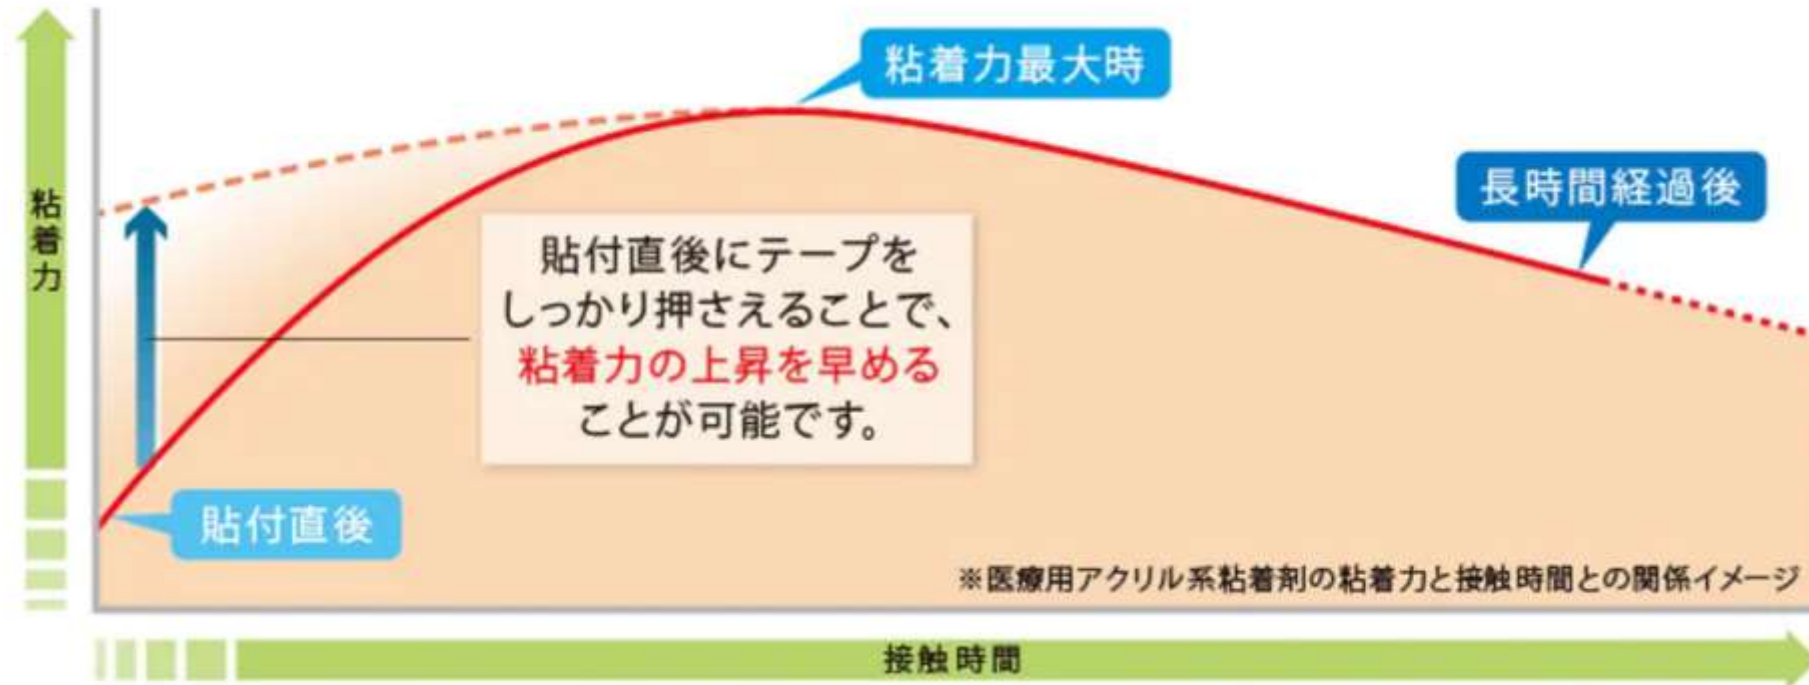 粘着力最大時
長時間経過後
粘着力
貼付直後にテープを
しっかり押さえることで、
粘着力の上昇を早める
ことが可能です。
貼付直後
※医療用アクリル系粘着剤の粘着力と接触時間との関係イメージ
接触時間